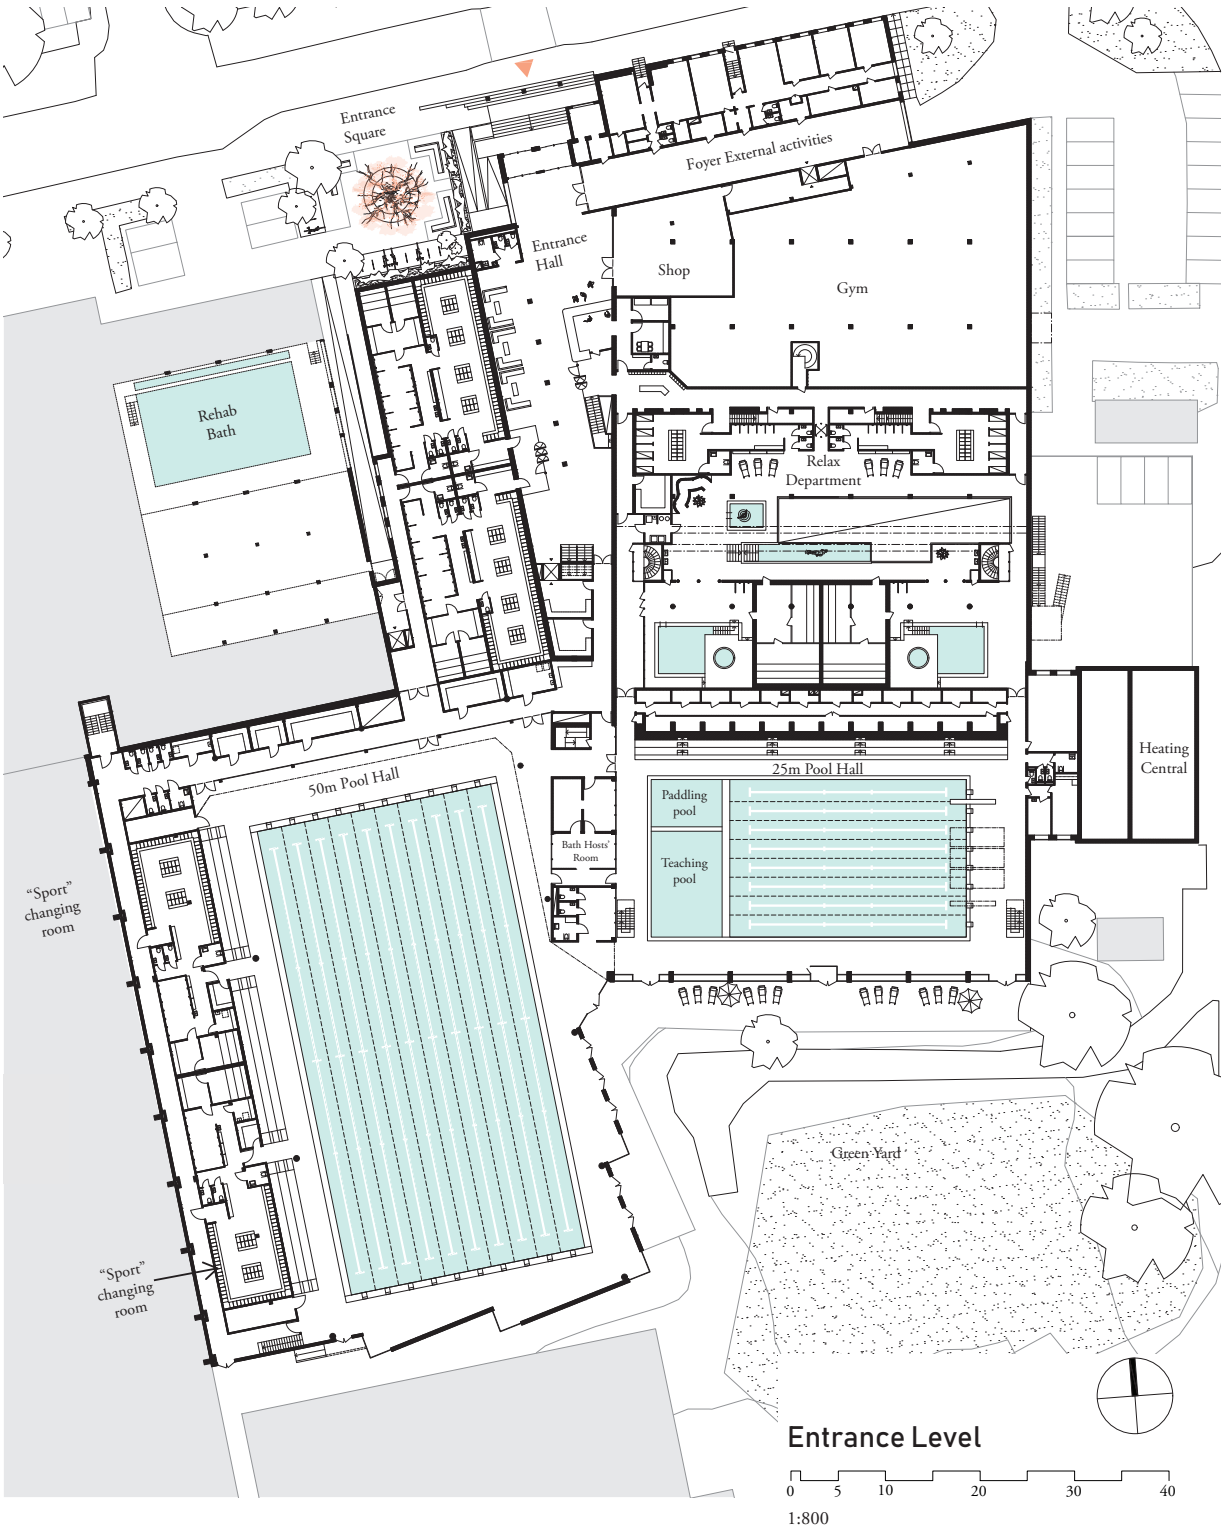 Entrance
Square
Foyer External activities
Entrance
Hall
Shop
Gym
Rehab
Bath
Relax
Department
Heating
Central
25m Pool Hall
50m Pool Hall
Paddling
pool
Bath Hosts'
Room
Teaching
pool
“Sport”
changing
room
Green Yard
“Sport”
changing
room
Entrance Level
0 5 10 20 30 40
1:800